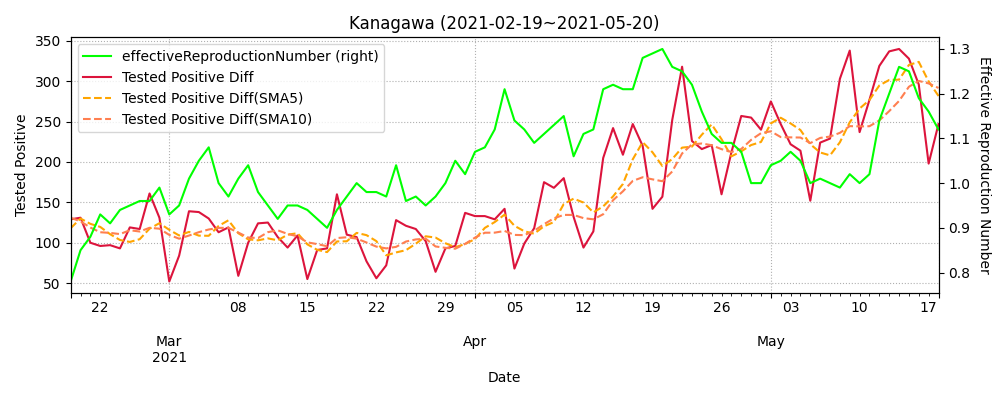 Kanagawa (2021-02-19~2021-05-20)
effectiveReproductionNumber (right)
Tested Positive Diff
Tested Positive Diff(SMA5)
Tested Positive Diff(SMA10)
Tested Positive
350
300
250
200
150
100
50
Effective Reproduction Number
1.3
1.2
1.1
1.0
0.9
0.8
22 08 15 22 29 05 12 19 26 03 10 17
Mar Apr May
2021
Date